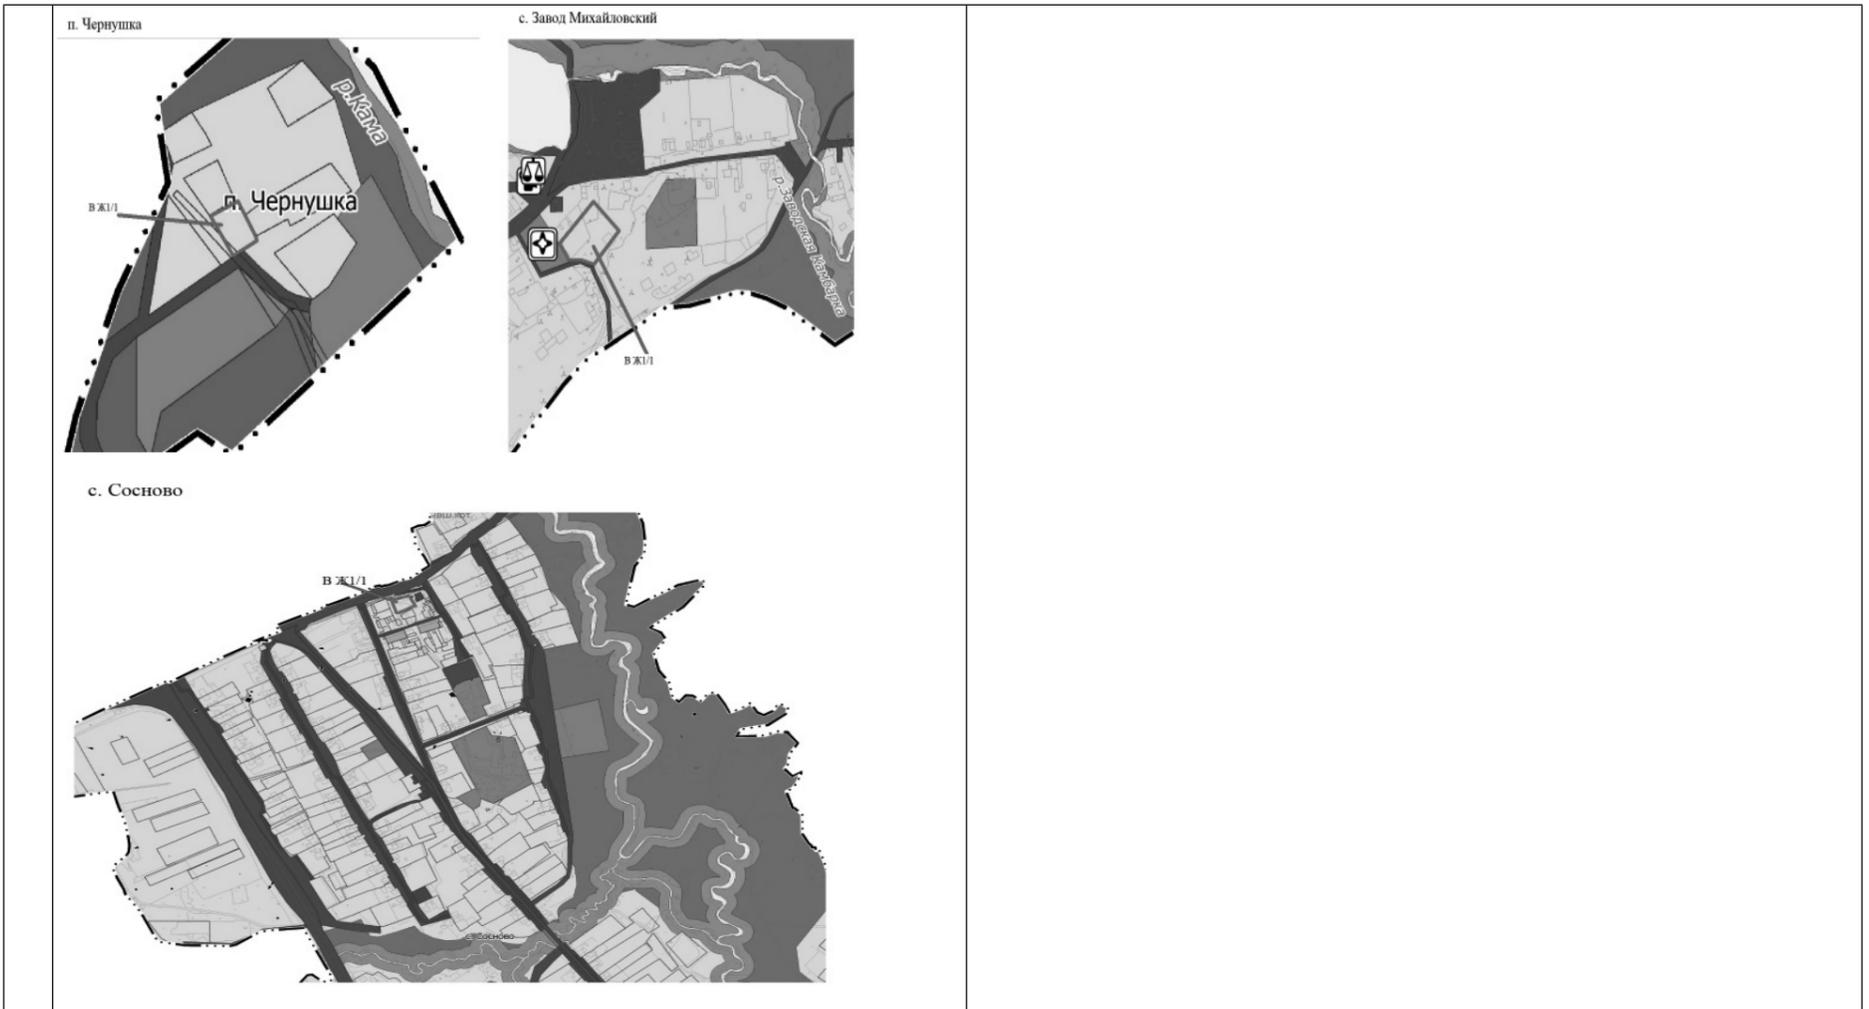 п. Чернушка
р.Кама
п. Чернушка
В Ж1/1
с. Завод Михайловский
р.Заводская Камбарка
В Ж1/1
с. Сосново
В Ж1/1
с. Сосново